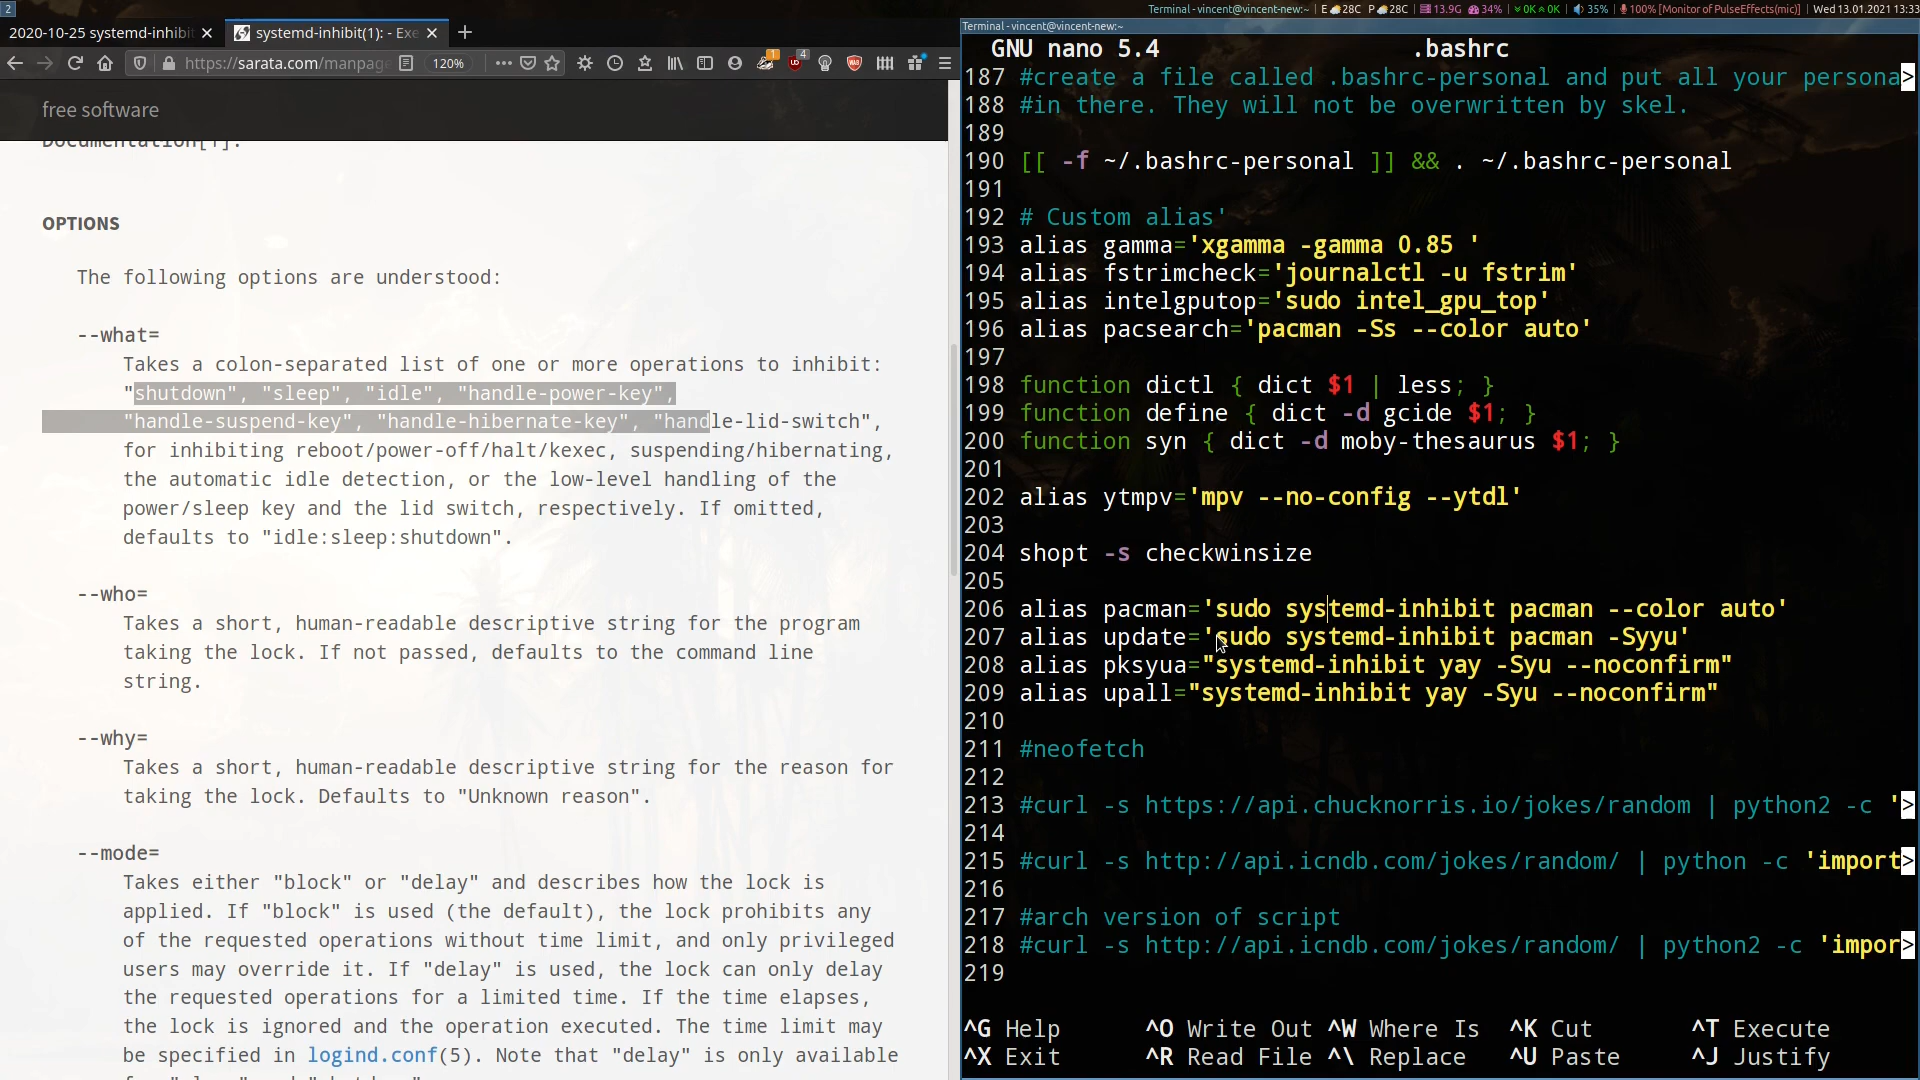 2
Terminal - vincent@vincent-new:~ | E 28C P 28C 13.9G 34% 0K 0K 35% 100% [Monitor of PulseEffects(mic)] | Wed 13.01.2021 13:33
2020-10-25 systemd-inhibit
systemd-inhibit(1): - Exe
https://sarata.com/manpage
120%
1
4
free software
OPTIONS
The following options are understood:
--what=
Takes a colon-separated list of one or more operations to inhibit:
"shutdown", "sleep", "idle", "handle-power-key",
"handle-suspend-key", "handle-hibernate-key", "handle-lid-switch",
for inhibiting reboot/power-off/halt/kexec, suspending/hibernating,
the automatic idle detection, or the low-level handling of the
power/sleep key and the lid switch, respectively. If omitted,
defaults to "idle:sleep:shutdown".
--who=
Takes a short, human-readable descriptive string for the program
taking the lock. If not passed, defaults to the command line
string.
--why=
Takes a short, human-readable descriptive string for the reason for
taking the lock. Defaults to "Unknown reason".
--mode=
Takes either "block" or "delay" and describes how the lock is
applied. If "block" is used (the default), the lock prohibits any
of the requested operations without time limit, and only privileged
users may override it. If "delay" is used, the lock can only delay
the requested operations for a limited time. If the time elapses,
the lock is ignored and the operation executed. The time limit may
be specified in logind.conf(5). Note that "delay" is only available
Terminal - vincent@vincent-new:~
GNU nano 5.4 .bashrc
187 #create a file called .bashrc-personal and put all your persona>
188 #in there. They will not be overwritten by skel.
189
190 [[ -f ~/.bashrc-personal ]] && . ~/.bashrc-personal
191
192 # Custom alias'
193 alias gamma='xgamma -gamma 0.85 '
194 alias fstrimcheck='journalctl -u fstrim'
195 alias intelgputop='sudo intel_gpu_top'
196 alias pacsearch='pacman -Ss --color auto'
197
198 function dictl { dict $1 | less; }
199 function define { dict -d gcide $1; }
200 function syn { dict -d moby-thesaurus $1; }
201
202 alias ytmpv='mpv --no-config --ytdl'
203
204 shopt -s checkwinsize
205
206 alias pacman='sudo systemd-inhibit pacman --color auto'
207 alias update='sudo systemd-inhibit pacman -Syyu'
208 alias pksyua="systemd-inhibit yay -Syu --noconfirm"
209 alias upall="systemd-inhibit yay -Syu --noconfirm"
210
211 #neofetch
212
213 #curl -s https://api.chucknorris.io/jokes/random | python2 -c '>
214
215 #curl -s http://api.icndb.com/jokes/random/ | python -c 'import>
216
217 #arch version of script
218 #curl -s http://api.icndb.com/jokes/random/ | python2 -c 'impor>
219
^G Help ^O Write Out ^W Where Is ^K Cut ^T Execute
^X Exit ^R Read File ^\ Replace ^U Paste ^J Justify